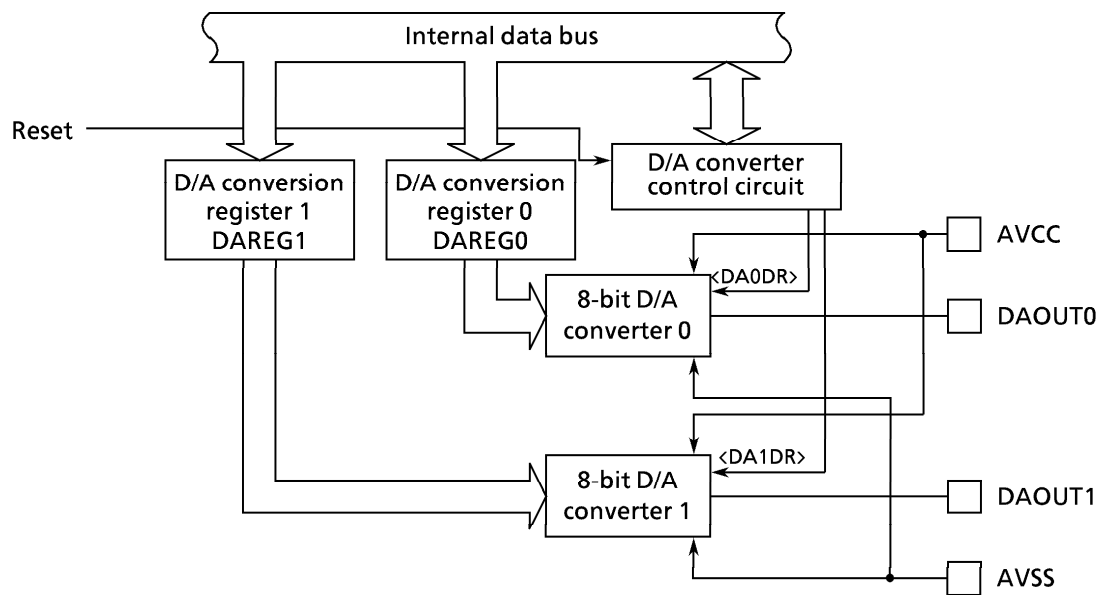 Internal data bus
Reset
D/A conversion
register 1
DAREG1
D/A conversion
register 0
DAREG0
D/A converter
control circuit
AVCC
<DA0DR>
8-bit D/A
converter 0
DAOUT0
<DA1DR>
8-bit D/A
converter 1
DAOUT1
AVSS